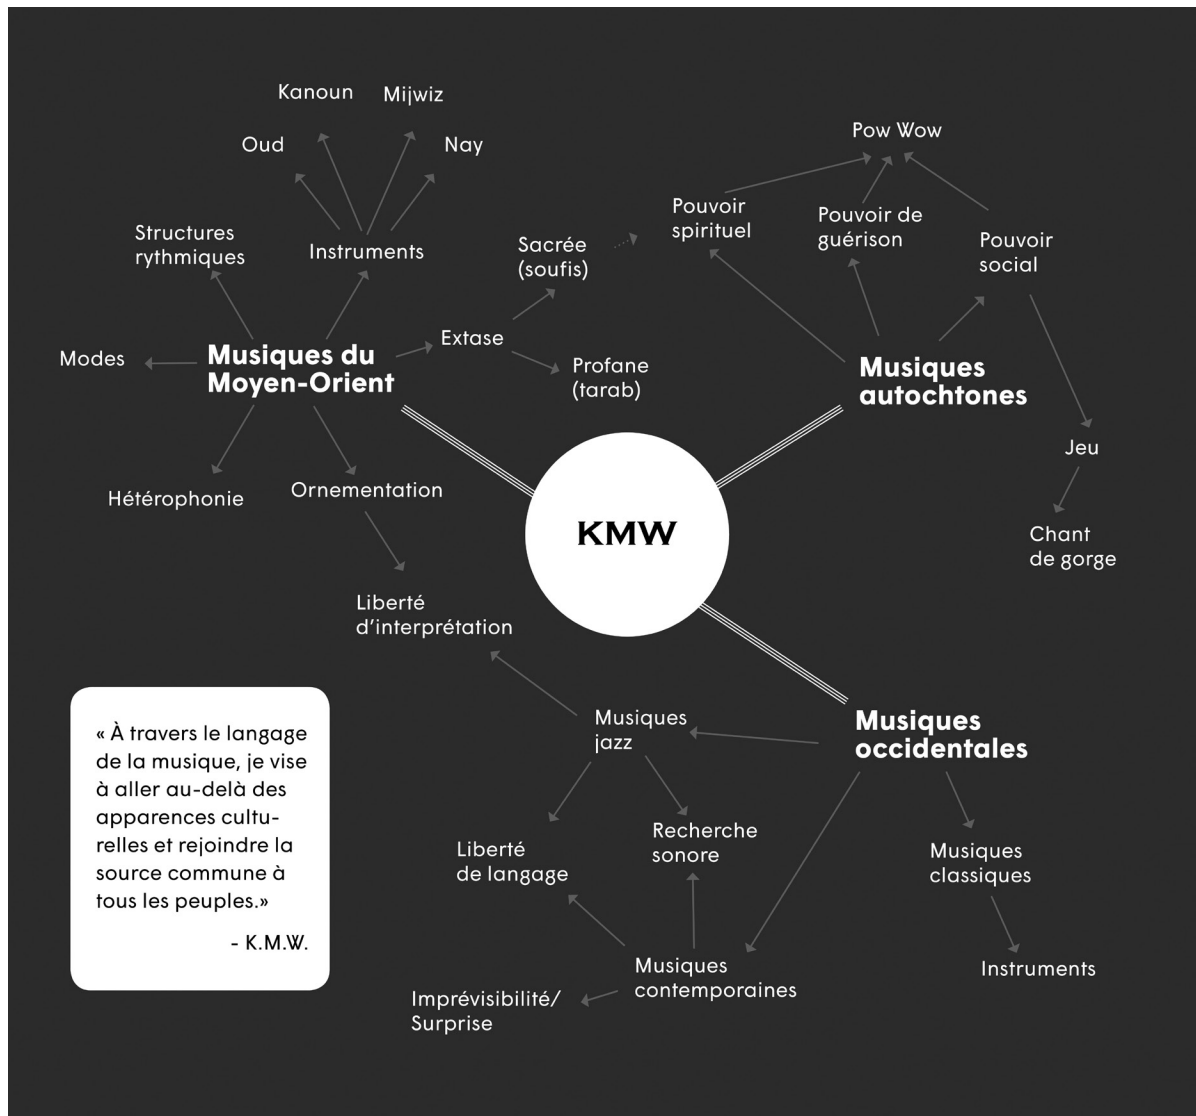 Kanoun
Mijwiz
Oud
Nay
Structures
rythmiques
Instruments
Modes
Musiques du
Moyen-Orient
Hétérophonie
Ornementation
Liberté
d’interprétation
Extase
Sacrée
(soufis)
Profane
(tarab)
Pow Wow
Pouvoir
spirituel
Pouvoir de
guérison
Pouvoir
social
Musiques
autochtones
Jeu
Chant
de gorge
KMW
Musiques
occidentales
Musiques
jazz
Liberté
de langage
Recherche
sonore
Musiques
classiques
Instruments
Musiques
contemporaines
Imprévisibilité/
Surprise
« À travers le langage
de la musique, je vise
à aller au-delà des
apparences cultu-
relles et rejoindre la
source commune à
tous les peuples.»
- K.M.W.